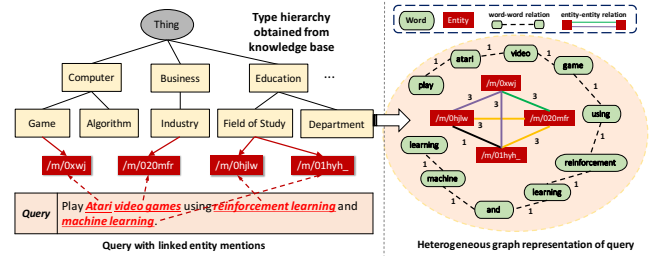 Thing
Type hierarchy
obtained from
knowledge base
Computer
Business
Education
...
Game
Algorithm
Industry
Field of Study
Department
/m/0xwj
/m/020mfr
/m/0hjlw
/m/01hyh_
Query
Play Atari video games using reinforcement learning and
machine learning.
Query with linked entity mentions
Word
Entity
word-word relation
entity-entity relation
play
1
atari
1
video
1
game
1
using
1
reinforcement
1
learning
1
and
1
machine
1
learning
/m/0xwj
/m/0hjlw
/m/020mfr
/m/01hyh_
3
3
3
3
1
3
Heterogeneous graph representation of query